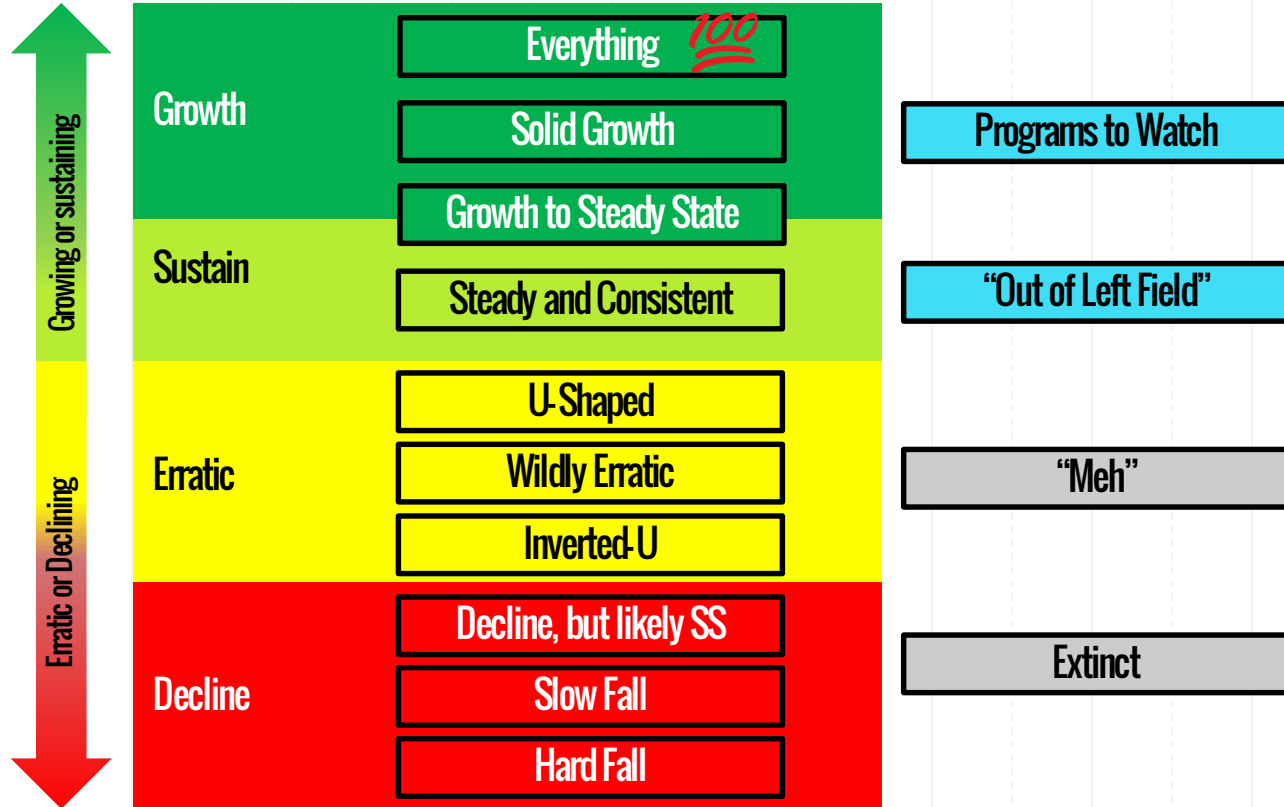 Growing or sustaining
Erratic or Declining
Growth
Everything 💯
Solid Growth
Growth to Steady State
Sustain
Steady and Consistent
Erratic
U-Shaped
Wildly Erratic
Inverted-U
Decline
Decline, but likely SS
Slow Fall
Hard Fall
Programs to Watch
“Out of Left Field”
“Meh”
Extinct